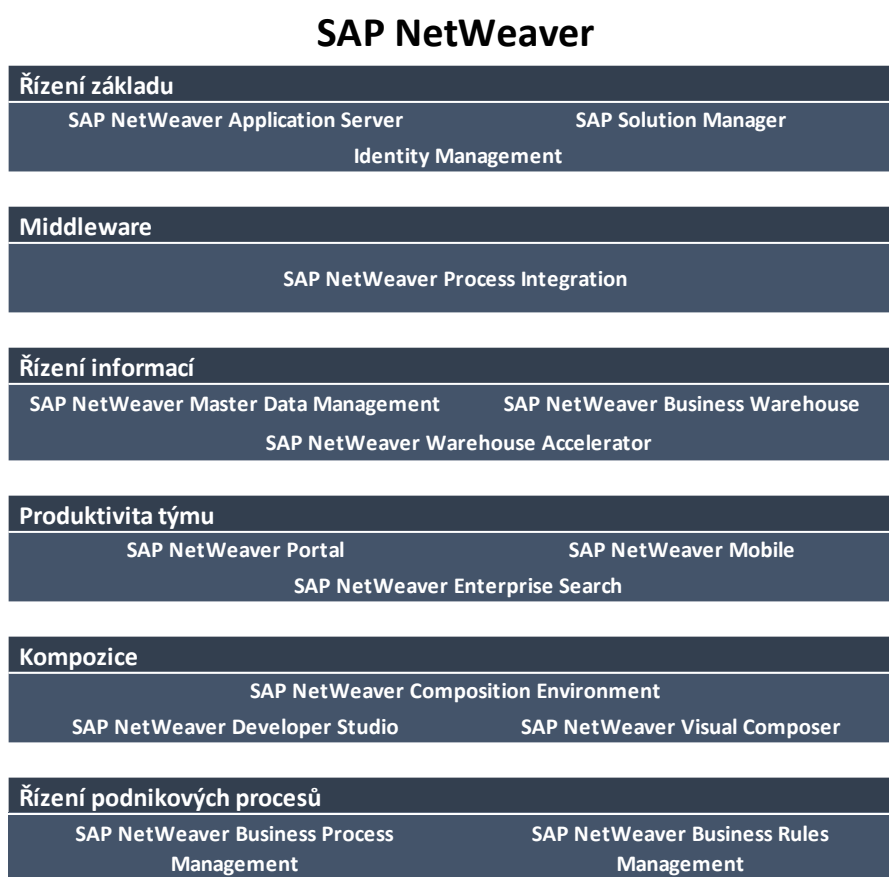 SAP NetWeaver
Řízení základu
SAP NetWeaver Application Server SAP Solution Manager
Identity Management
Middleware
SAP NetWeaver Process Integration
Řízení informací
SAP NetWeaver Master Data Management SAP NetWeaver Business Warehouse
SAP NetWeaver Warehouse Accelerator
Produktivita týmu
SAP NetWeaver Portal SAP NetWeaver Mobile
SAP NetWeaver Enterprise Search
Kompozice
SAP NetWeaver Composition Environment
SAP NetWeaver Developer Studio SAP NetWeaver Visual Composer
Řízení podnikových procesů
SAP NetWeaver Business Process
Management
SAP NetWeaver Business Rules
Management